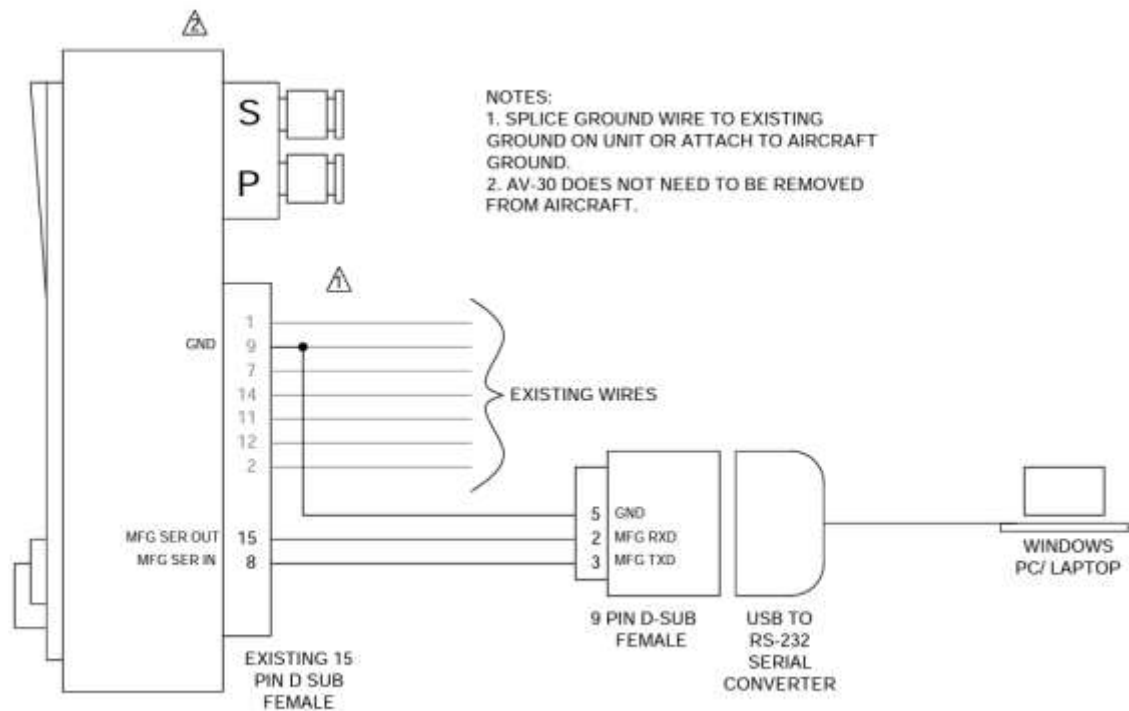 2
S
P
NOTES:
1. SPLICE GROUND WIRE TO EXISTING
GROUND ON UNIT OR ATTACH TO AIRCRAFT
GROUND.
2. AV-30 DOES NOT NEED TO BE REMOVED
FROM AIRCRAFT.
1
1
GND 9
7
14
11
12
2
EXISTING WIRES
MFG SER OUT 15
MFG SER IN 8
5 GND
2 MFG RXD
3 MFG TXD
EXISTING 15
PIN D SUB
FEMALE
9 PIN D-SUB
FEMALE
USB TO
RS-232
SERIAL
CONVERTER
WINDOWS
PC/ LAPTOP